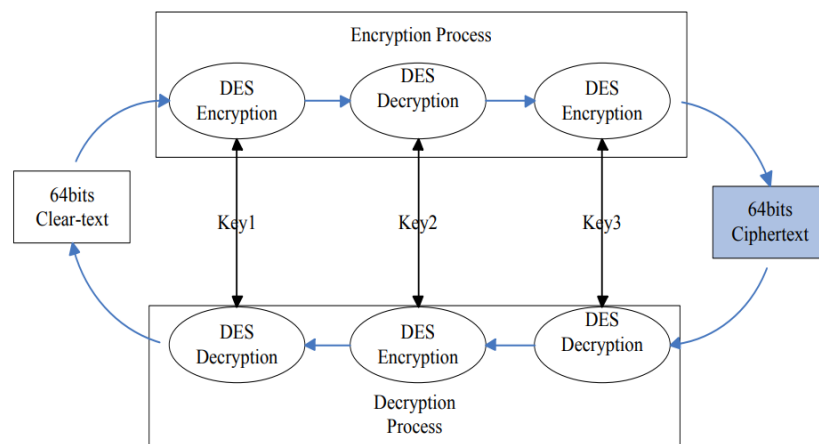 Encryption Process
DES
Encryption
DES
Decryption
DES
Encryption
64bits
Clear-text
Key1
Key2
Key3
64bits
Ciphertext
DES
Decryption
DES
Encryption
DES
Decryption
Decryption
Process